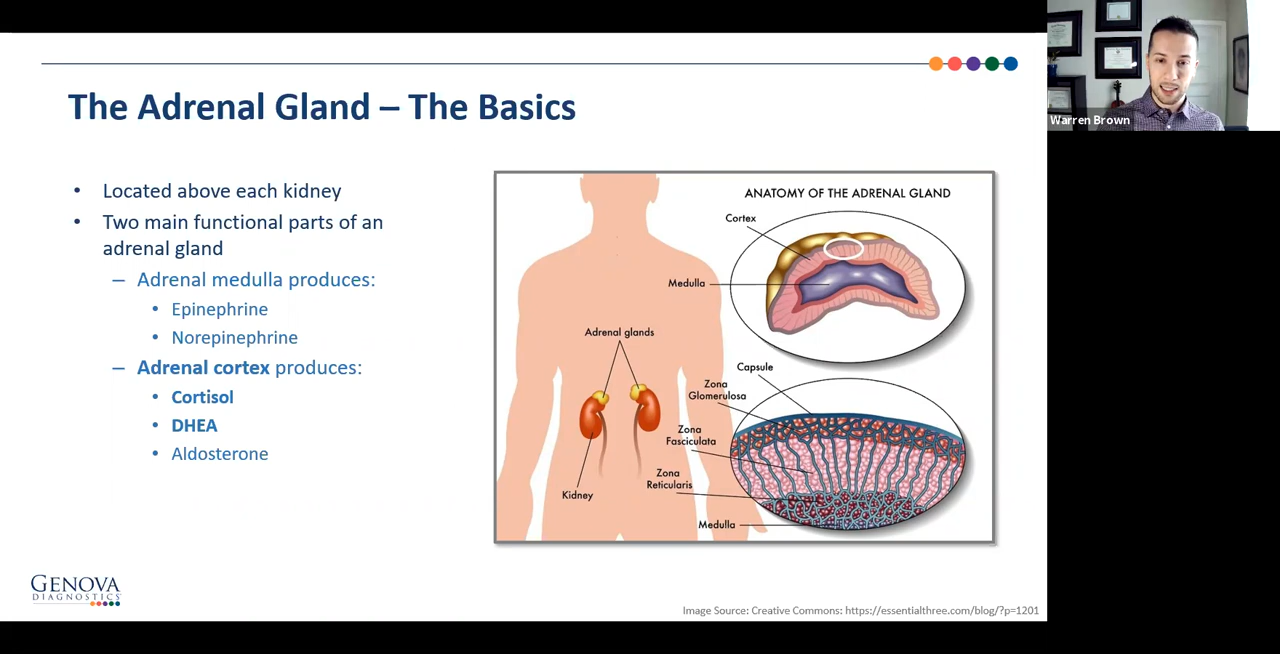 The Adrenal Gland – The Basics
• Located above each kidney
• Two main functional parts of an
adrenal gland
– Adrenal medulla produces:
• Epinephrine
• Norepinephrine
– Adrenal cortex produces:
• Cortisol
• DHEA
• Aldosterone
ANATOMY OF THE ADRENAL GLAND
Cortex
Medulla
Adrenal glands
Kidney
Capsule
Zona
Glomerulosa
Zona
Fasciculata
Zona
Reticularis
Medulla
GENOVA
DIAGNOSTICS
Image Source: Creative Commons: https://essentialthree.com/blog/?p=1201
Warren Brown